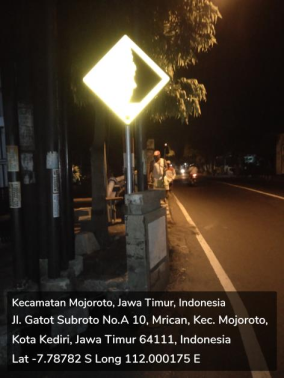 Kecamatan Mojoroto, Jawa Timur, Indonesia
Jl. Gatot Subroto No.A 10, Mrican, Kec. Mojoroto,
Kota Kediri, Jawa Timur 64111, Indonesia
Lat -7.78782 S Long 112.000175 E